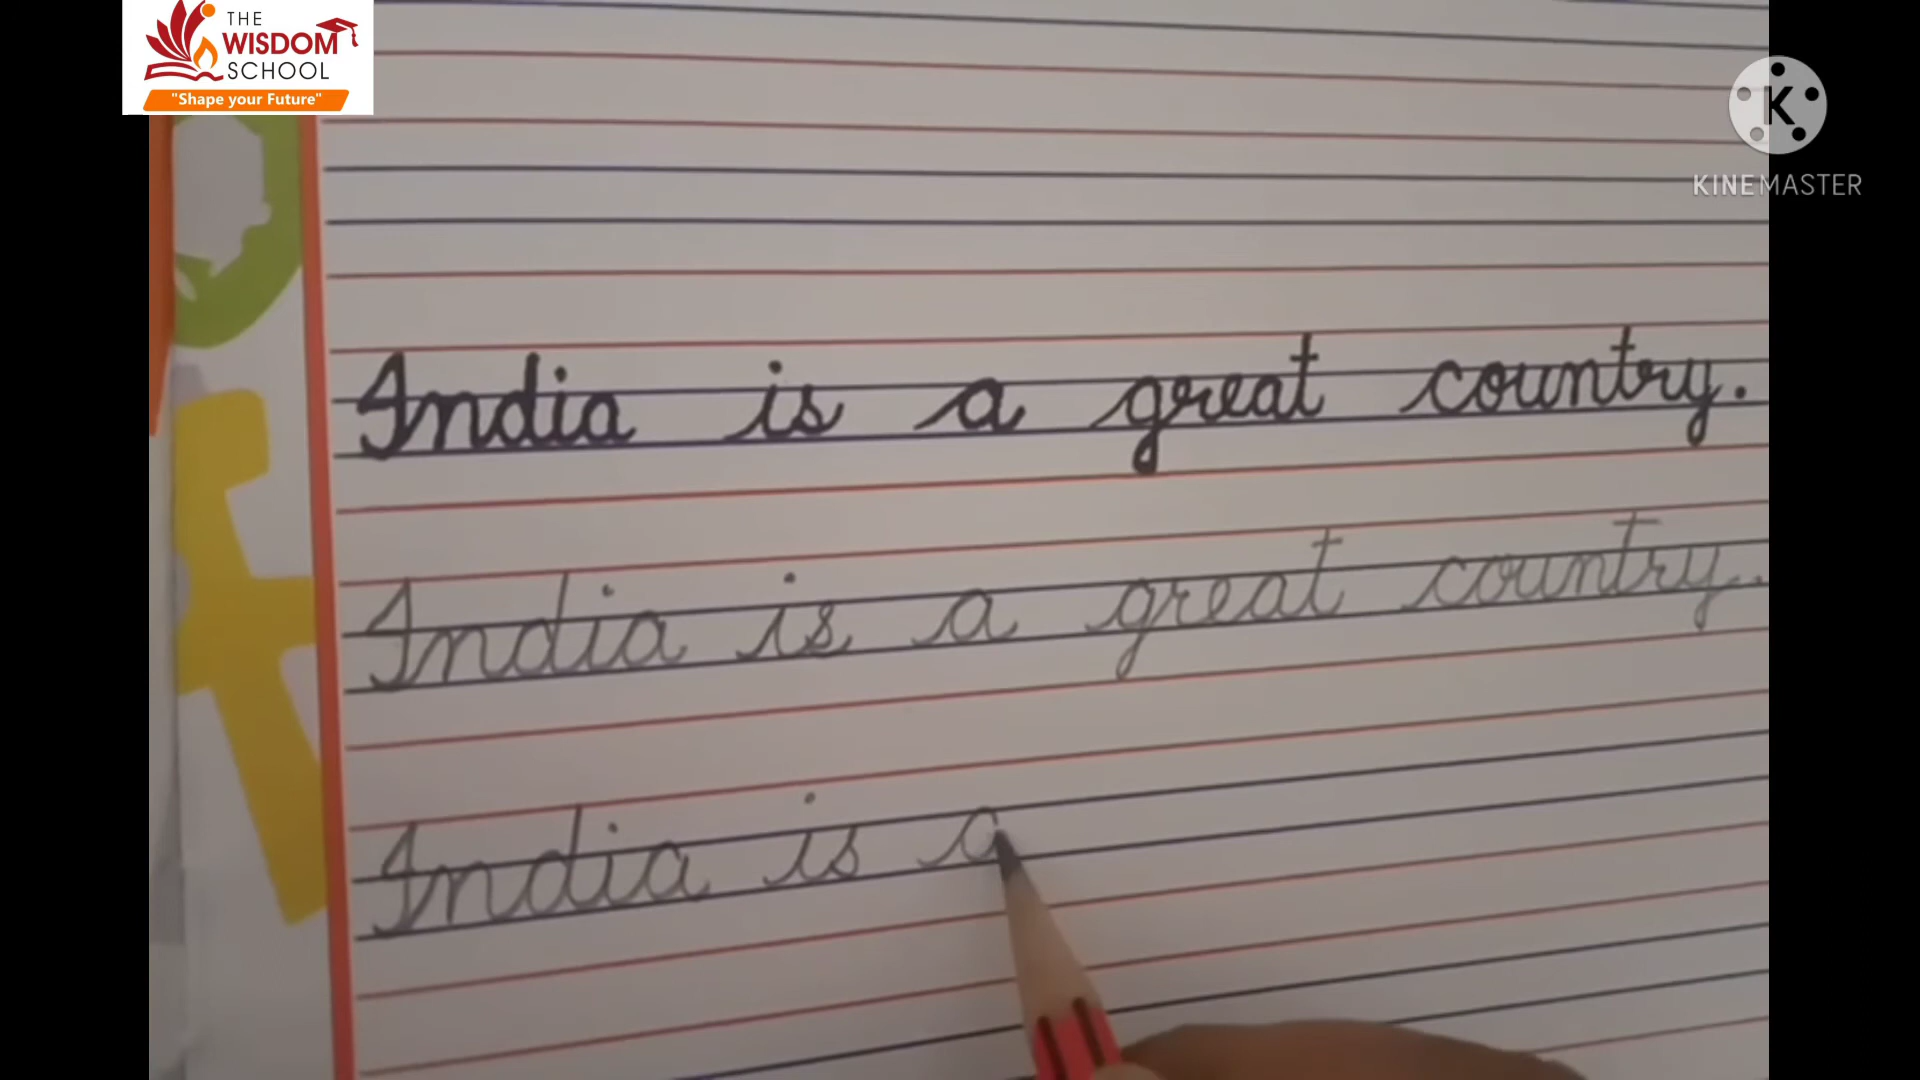 THE
WISDOM
SCHOOL
"Shape your Future"
K
KINEMASTER
India is a great country.
India is a great country.
India is a